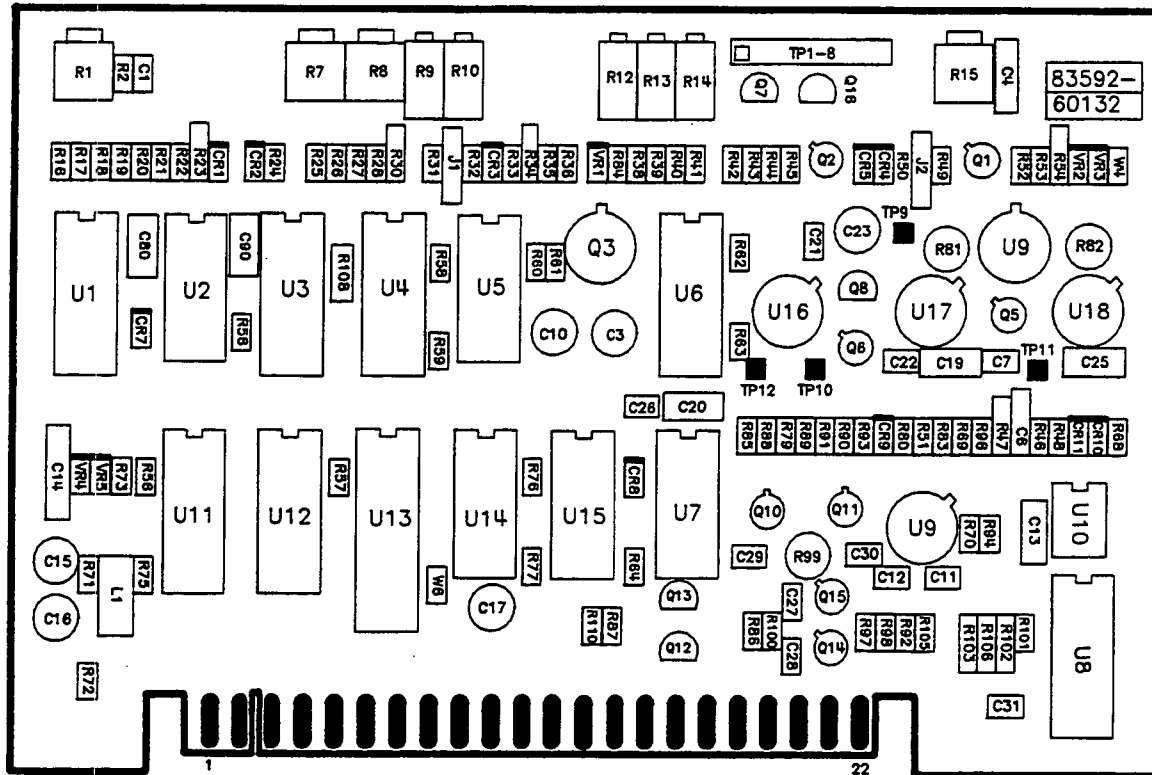 R1
R2
C1
R7
R8
R9
R10
R12
R13
R14
TP1-8
Q7
Q16
R15
C4
83592-
60132
R16
R17
R18
R19
R20
R21
R22
R23
CR1
CR2
R24
R25
R26
R27
R28
R30
R31
J1
R32
CR3
R33
R34
R35
R36
VR1
R84
R38
R39
R40
R41
R42
R43
R44
R45
Q2
CR5
CR4
R50
J2
R49
Q1
R52
R53
R54
VR2
VR3
W4
U1
C80
U2
C90
U3
R108
U4
R58
U5
R60
R61
Q3
U6
R62
C21
C23
TP9
R81
U9
R82
CR7
R56
R59
C10
C3
R63
U16
Q8
Q6
U17
Q5
U18
TP12
TP10
C22
C19
C7
TP11
C25
C26
C20
R85
R88
R79
R89
R91
R90
R93
CR9
R80
R51
R83
R69
R96
R47
C6
R46
R48
CR11
CR10
R68
C14
VR4
VR5
R73
R56
U11
U12
R57
U13
U14
R76
U15
CR8
U7
Q10
Q11
U9
R70
R94
C13
U10
C15
R71
L1
R75
C16
W6
R77
C17
R64
Q13
R110
R87
Q12
C29
R99
C30
C12
C11
C27
Q15
R86
R100
C28
Q14
R97
R98
R92
R105
R103
R106
R102
R101
U8
R72
C31
1
22